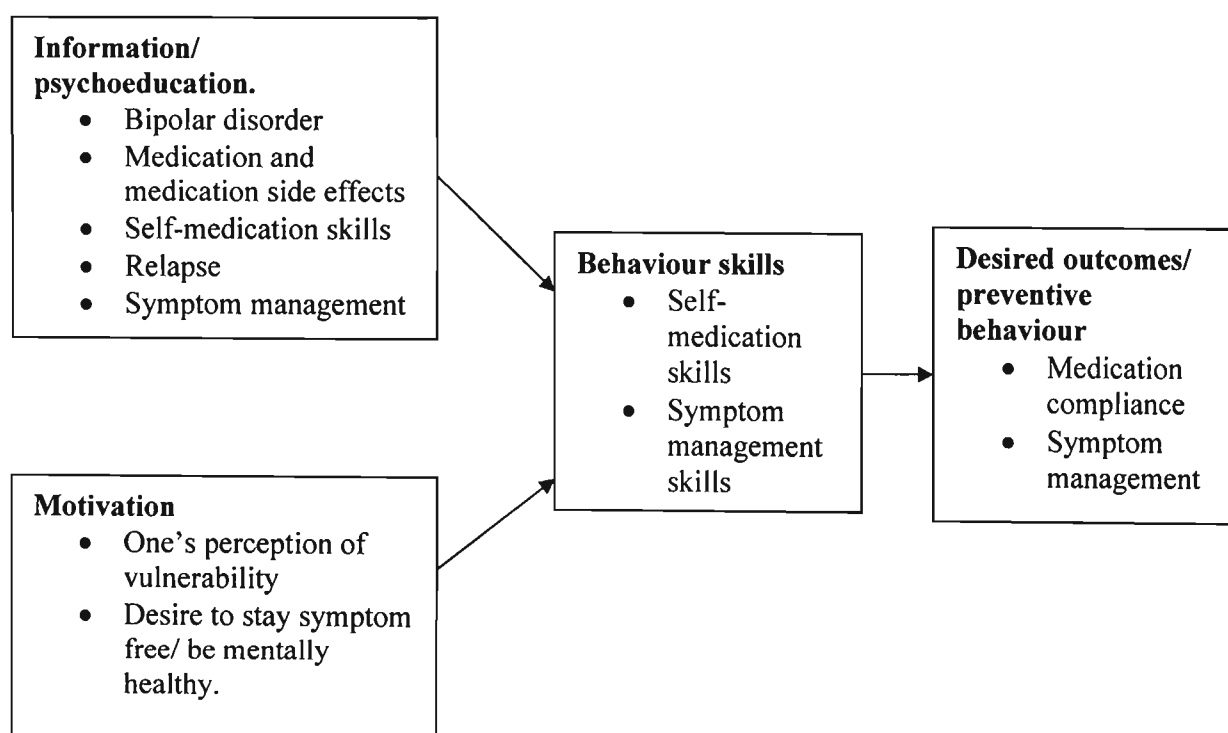 Information/
psychoeducation.
• Bipolar disorder
• Medication and
medication side effects
• Self-medication skills
• Relapse
• Symptom management
Motivation
• One's perception of
vulnerability
• Desire to stay symptom
free/ be mentally
healthy.
Behaviour skills
• Self-
medication
skills
• Symptom
management
skills
Desired outcomes/
preventive
behaviour
• Medication
compliance
• Symptom
management